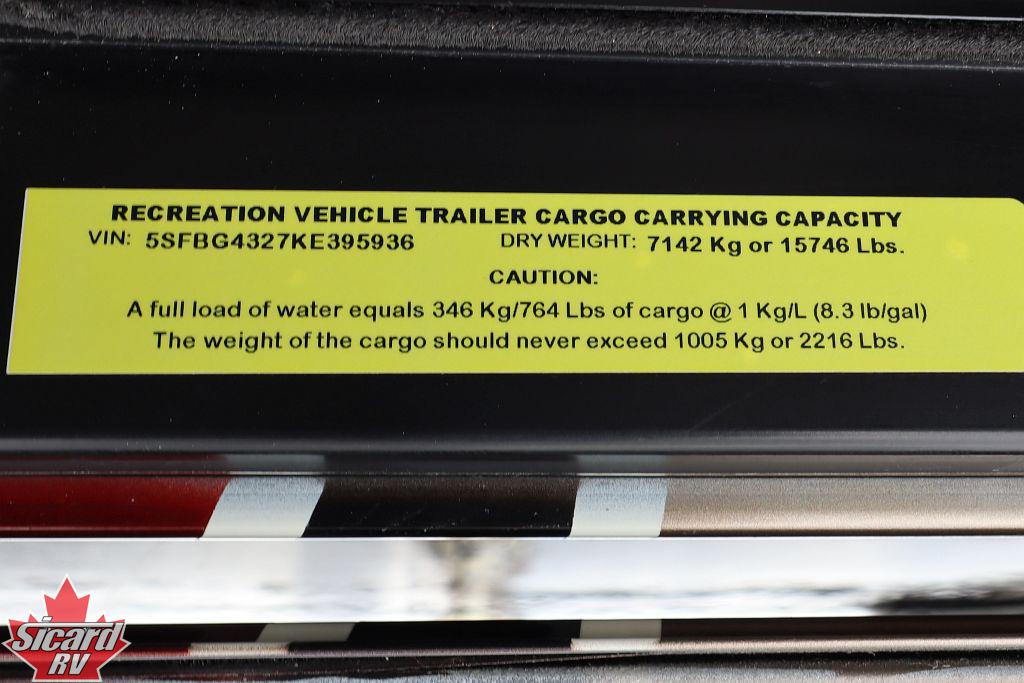 RECREATION VEHICLE TRAILER CARGO CARRYING CAPACITY
VIN: 5SFBG4327KE395936 DRY WEIGHT: 7142 Kg or 15746 Lbs.
CAUTION:
A full load of water equals 346 Kg/764 Lbs of cargo @ 1 Kg/L (8.3 lb/gal)
The weight of the cargo should never exceed 1005 Kg or 2216 Lbs.
Sicard
RV